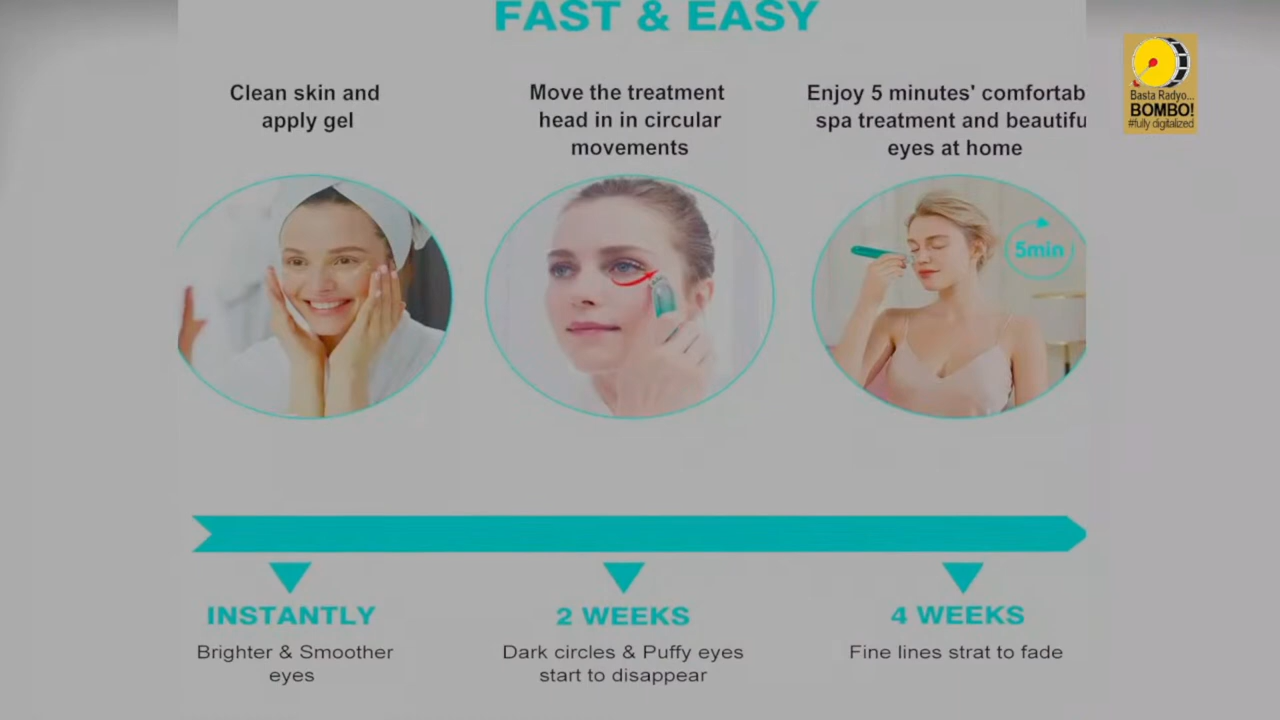 FAST & EASY
Clean skin and
apply gel
Move the treatment
head in in circular
movements
Enjoy 5 minutes' comfortab
spa treatment and beautifu
eyes at home
5min
INSTANTLY
Brighter & Smoother
eyes
2 WEEKS
Dark circles & Puffy eyes
start to disappear
4 WEEKS
Fine lines strat to fade
Basta Radyo...
BOMBO!
#fully digitalized